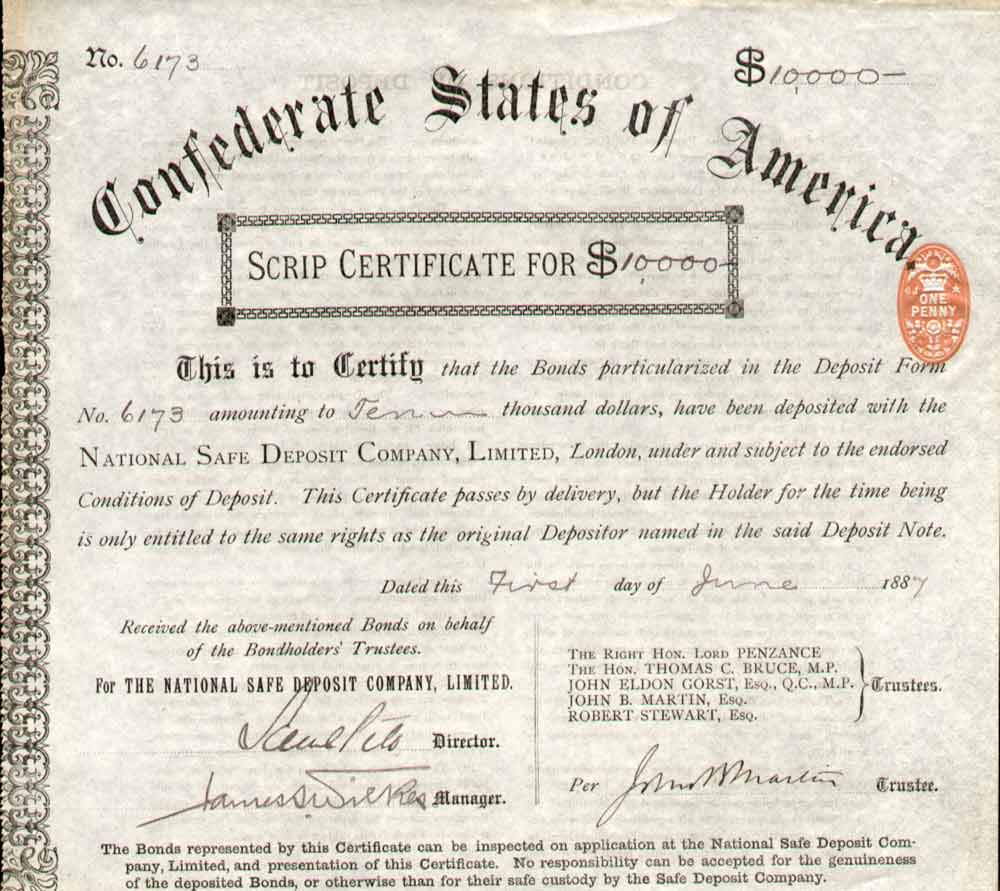 No. 6173
$10,000-
Confederate States of America.
SCRIP CERTIFICATE FOR $10,000-
ONE
PENNY
This is to Certify that the Bonds particularized in the Deposit Form
No. 6173 amounting to Ten thousand dollars, have been deposited with the
NATIONAL SAFE DEPOSIT COMPANY, LIMITED, London, under and subject to the endorsed
Conditions of Deposit. This Certificate passes by delivery, but the Holder for the time being
is only entitled to the same rights as the original Depositor named in the said Deposit Note.
Dated this First day of June 1887
Received the above-mentioned Bonds on behalf
of the Bondholders' Trustees.
For THE NATIONAL SAFE DEPOSIT COMPANY, LIMITED.
Director.
James S. Wilkes Manager.
THE RIGHT HON. LORD PENZANCE
THE HON. THOMAS C. BRUCE, M.P.
JOHN ELDON GORST, ESQ., Q.C., M.P.
JOHN B. MARTIN, ESQ.
ROBERT STEWART, ESQ.
Trustees.
Per John B Martin Trustee.
The Bonds represented by this Certificate can be inspected on application at the National Safe Deposit Com-
pany, Limited, and presentation of this Certificate. No responsibility can be accepted for the genuineness
of the deposited Bonds, or otherwise than for their safe custody by the Safe Deposit Company.